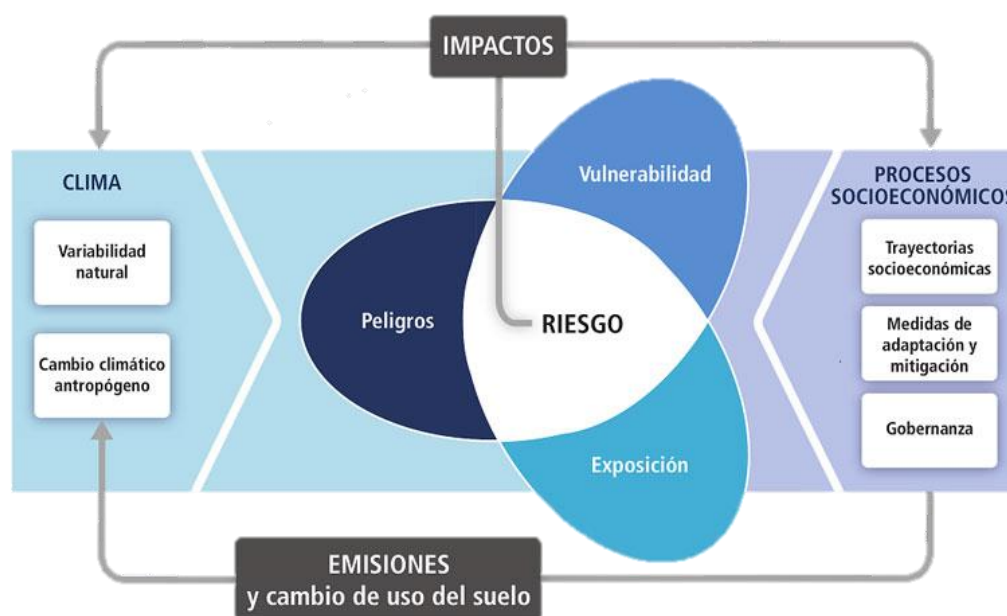 IMPACTOS
CLIMA
Variabilidad
natural
Cambio climático
antropógeno
Vulnerabilidad
Peligros
RIESGO
Exposición
PROCESOS
SOCIOECONÓMICOS
Trayectorias
socioeconómicas
Medidas de
adaptación y
mitigación
Gobernanza
EMISIONES
y cambio de uso del suelo